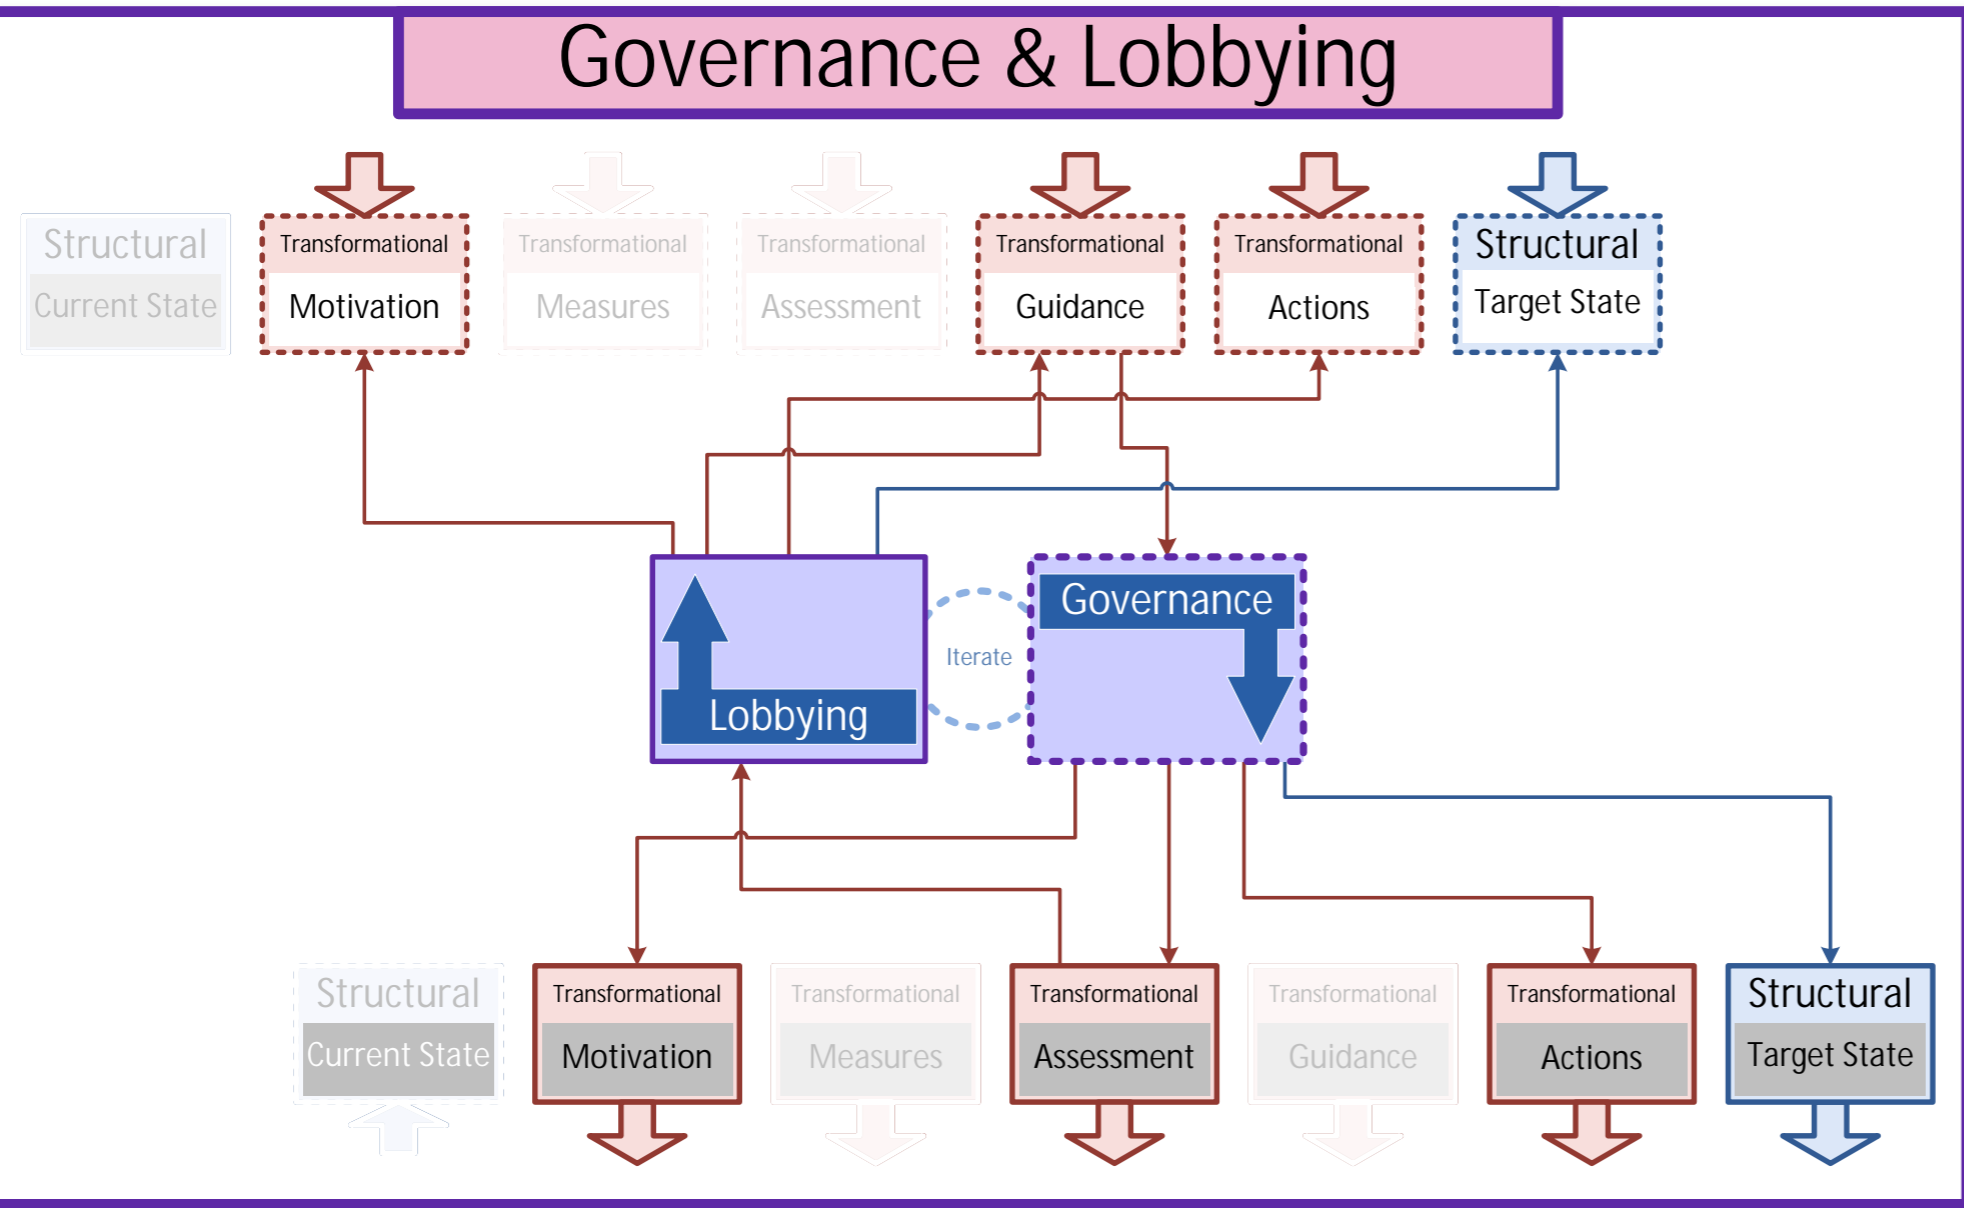 Governance & Lobbying
Structural
Current State
Transformational
Motivation
Transformational
Measures
Transformational
Assessment
Transformational
Guidance
Transformational
Actions
Structural
Target State
Lobbying
Iterate
Governance
Structural
Current State
Transformational
Motivation
Transformational
Measures
Transformational
Assessment
Transformational
Guidance
Transformational
Actions
Structural
Target State